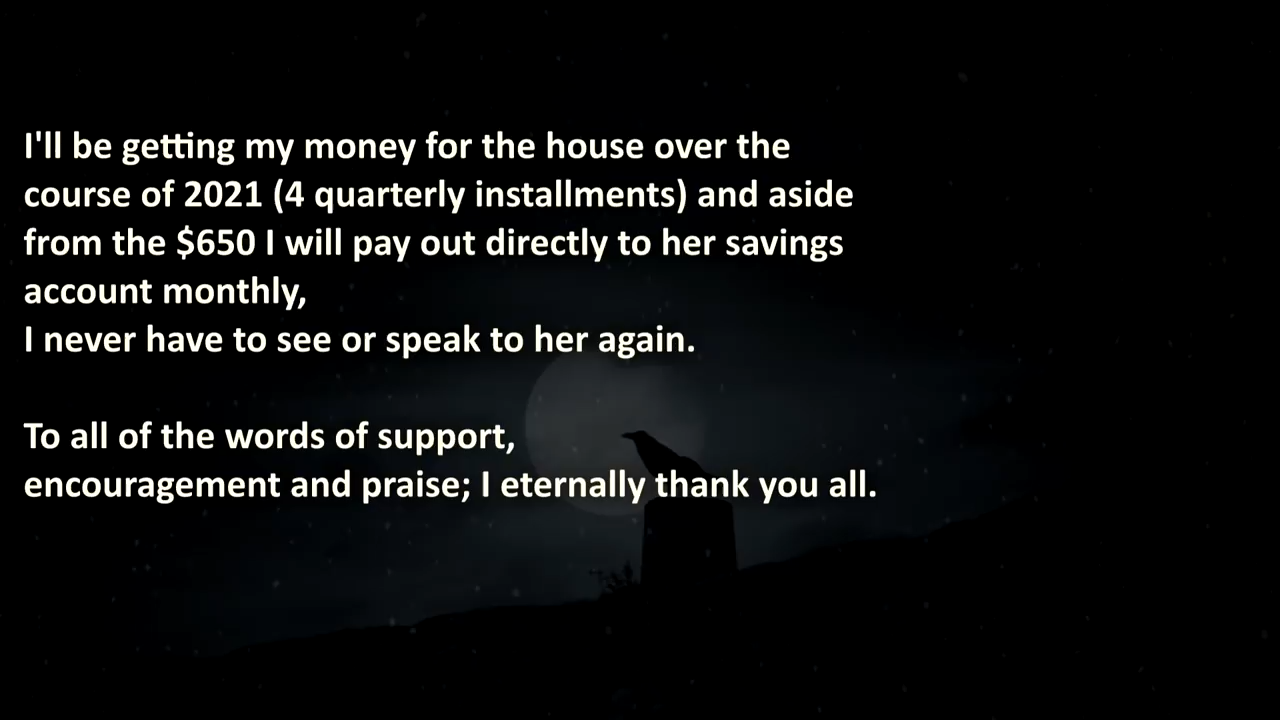 I'll be getting my money for the house over the
course of 2021 (4 quarterly installments) and aside
from the $650 I will pay out directly to her savings
account monthly,
I never have to see or speak to her again.
To all of the words of support,
encouragement and praise; I eternally thank you all.